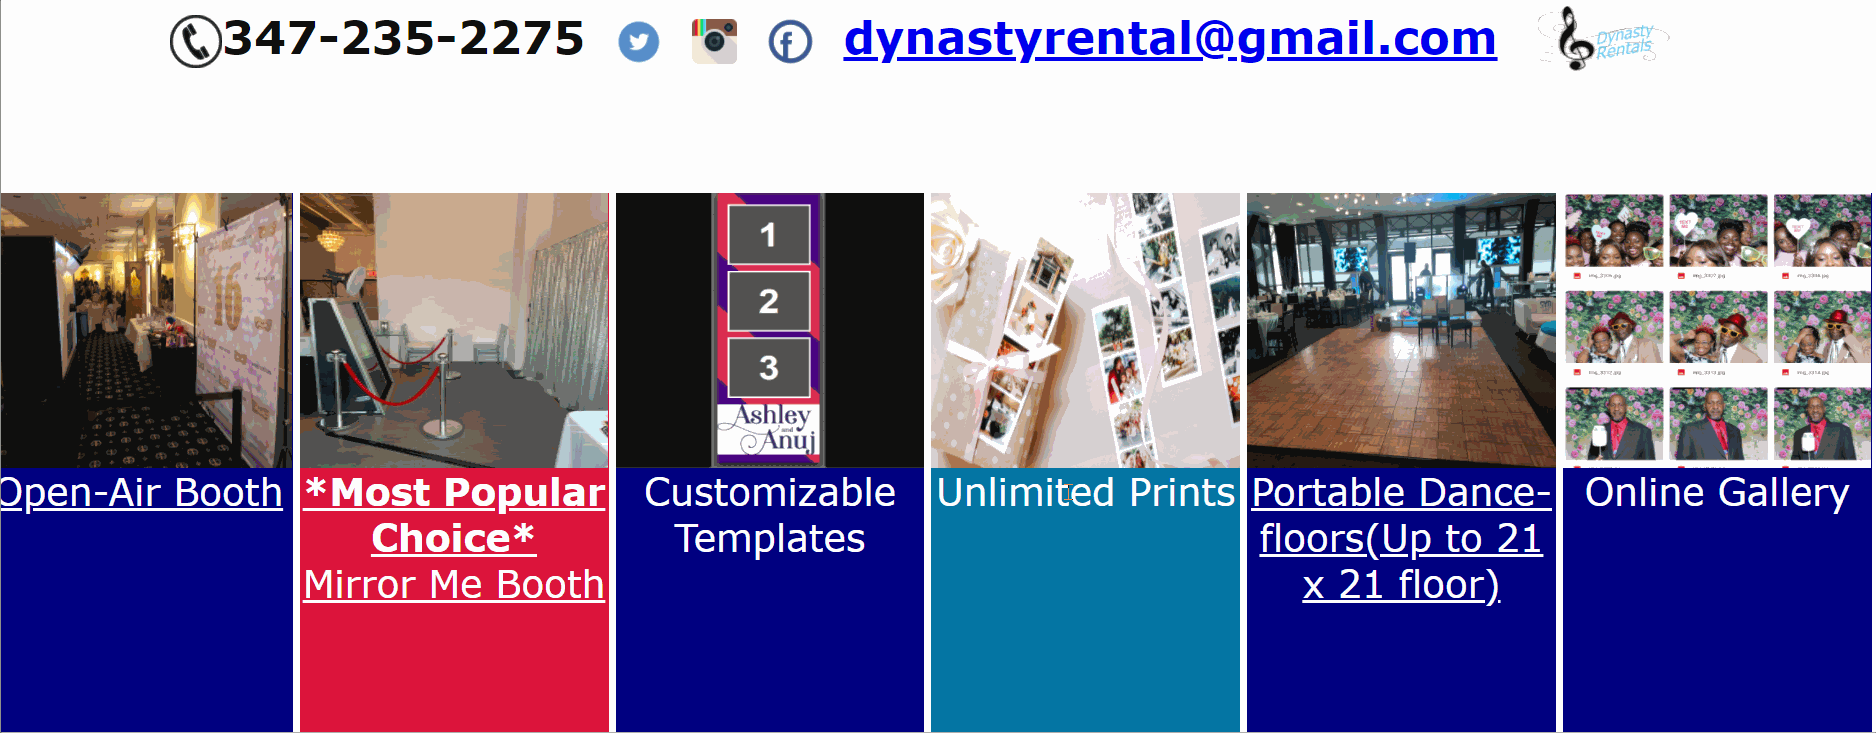 347-235-2275
dynastyrental@gmail.com
Dynasty
Rentals
16
1
2
3
Ashley
and
Anuj
Open-Air Booth
*Most Popular
Choice*
Mirror Me Booth
Customizable
Templates
Unlimited Prints
Portable Dance-
floors(Up to 21
x 21 floor)
Online Gallery